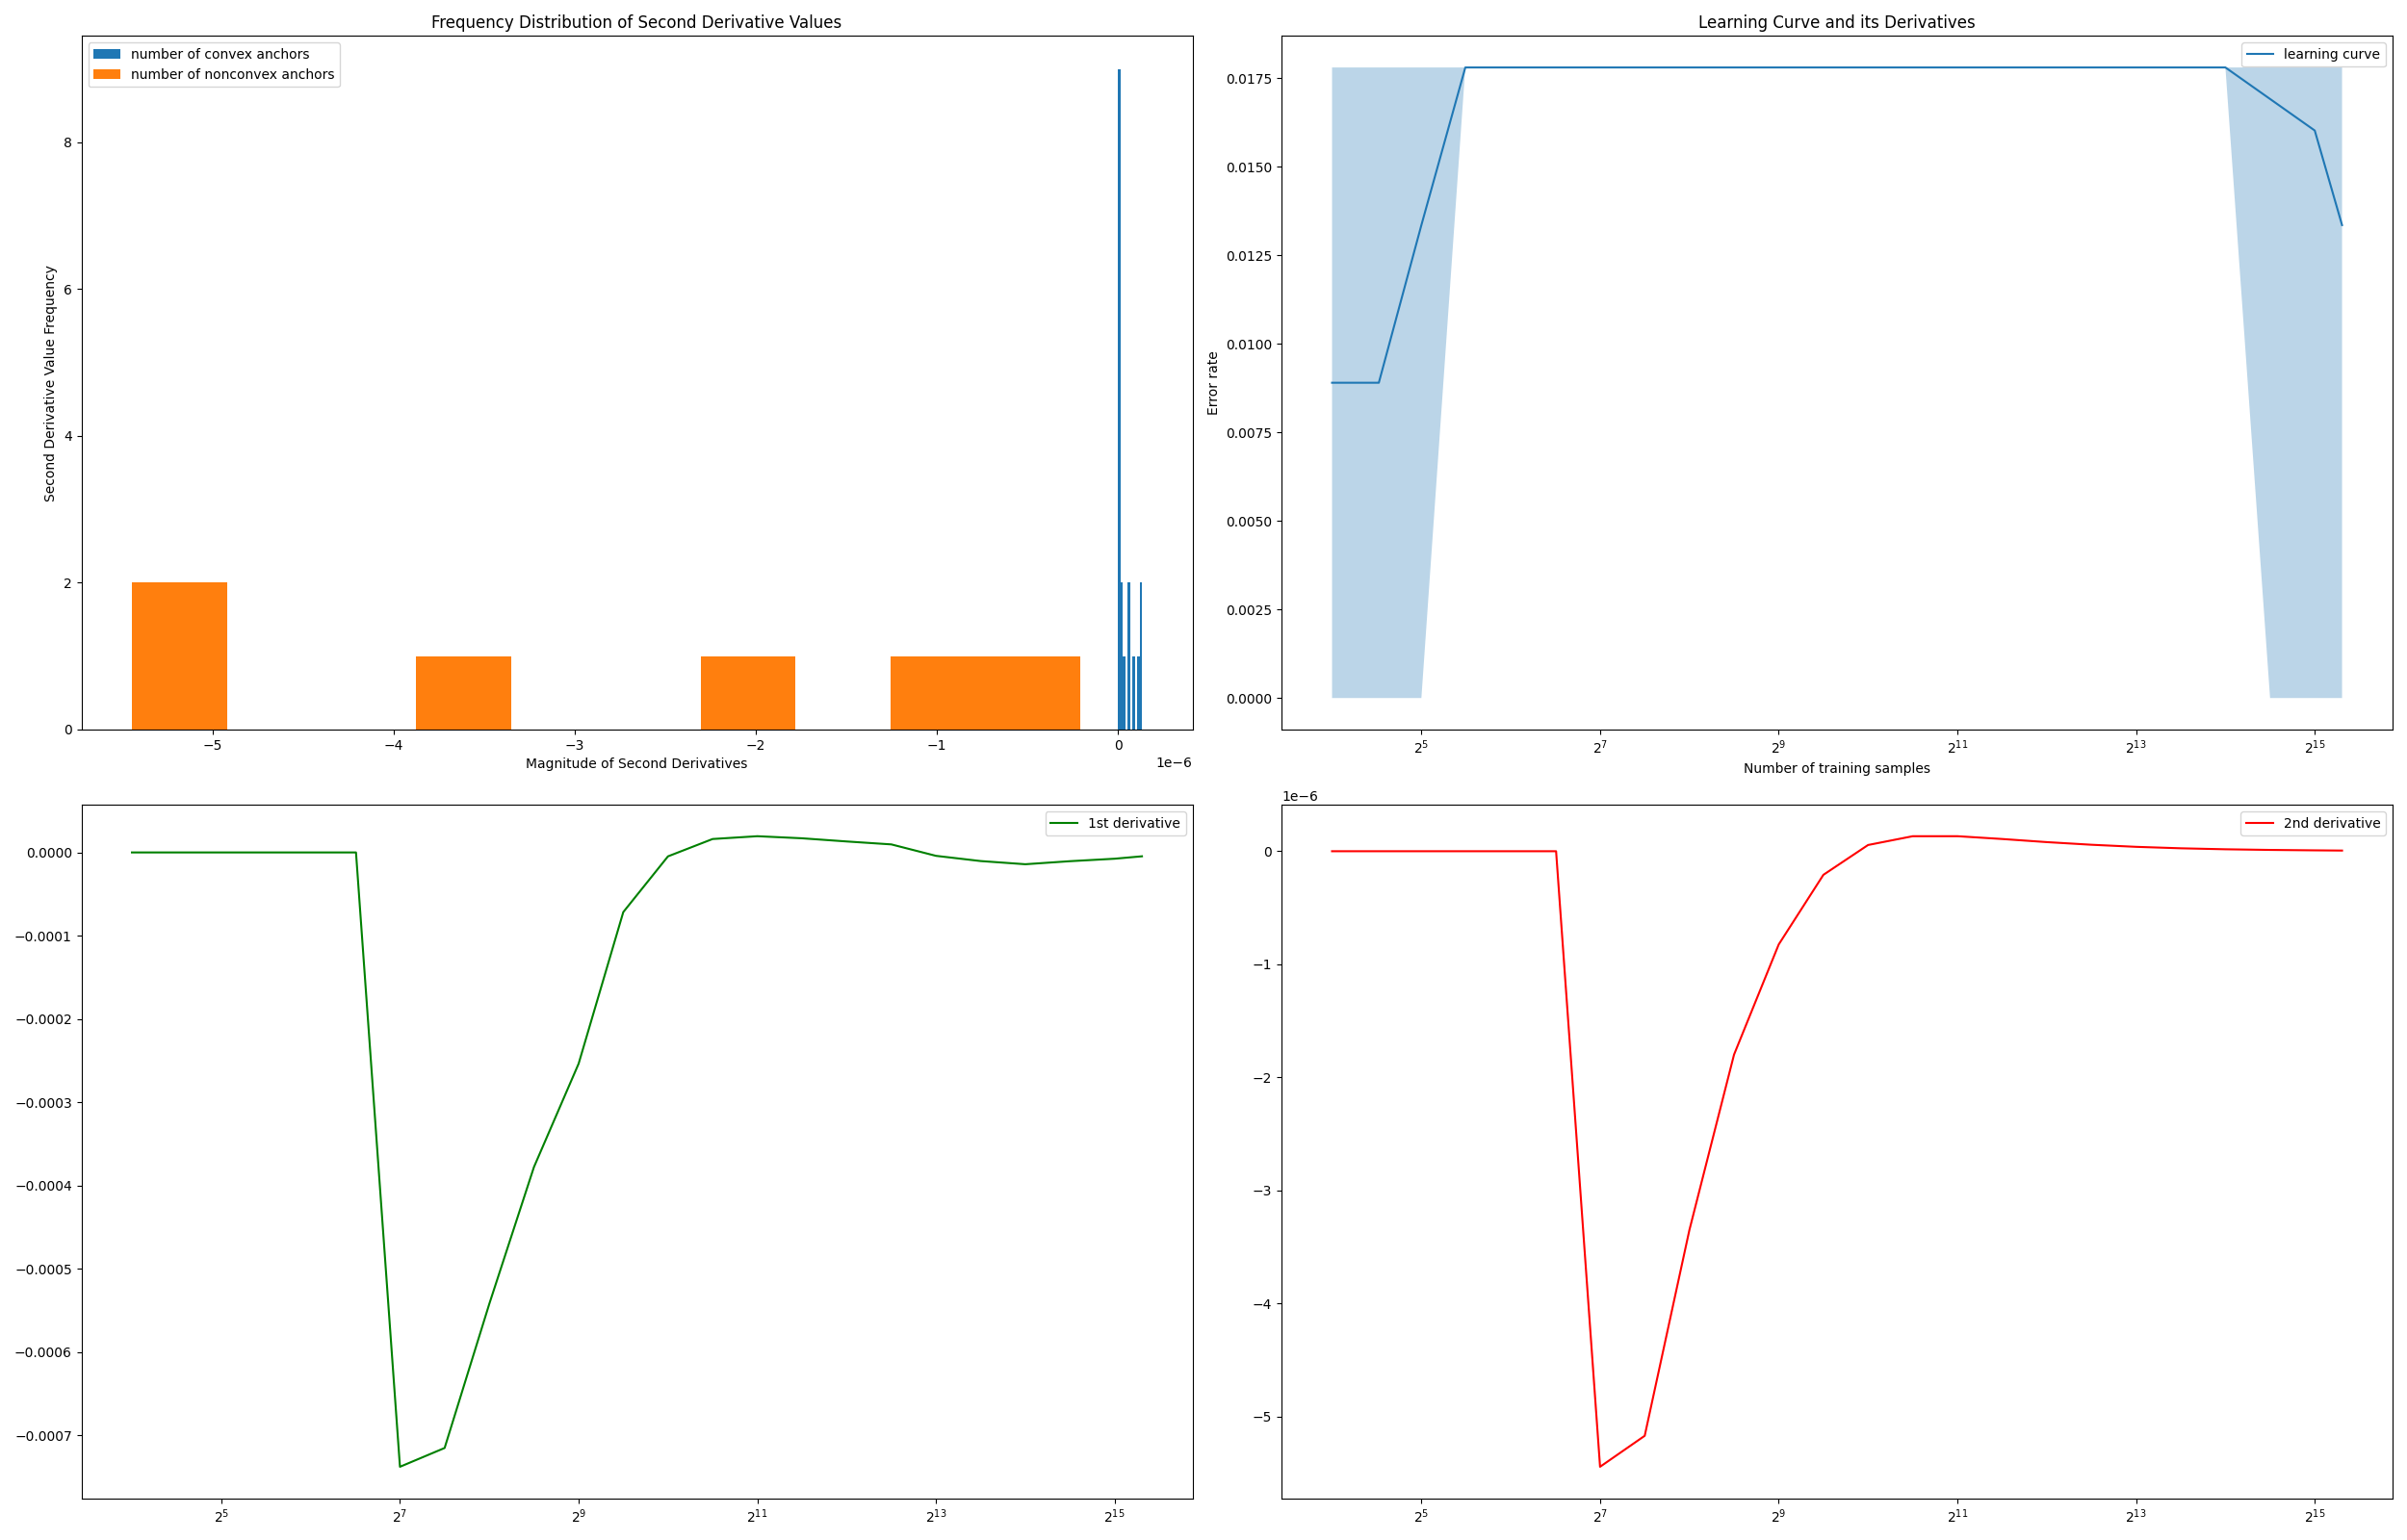 Frequency Distribution of Second Derivative Values
number of convex anchors
number of nonconvex anchors
Second Derivative Value Frequency
8
6
4
2
0
−5 −4 −3 −2 −1 0
1e−6
Magnitude of Second Derivatives
Learning Curve and its Derivatives
learning curve
Error rate
0.0175
0.0150
0.0125
0.0100
0.0075
0.0050
0.0025
0.0000
2^5 2^7 2^9 2^11 2^13 2^15
Number of training samples
1st derivative
0.0000
−0.0001
−0.0002
−0.0003
−0.0004
−0.0005
−0.0006
−0.0007
2^5 2^7 2^9 2^11 2^13 2^15
1e−6
2nd derivative
0
−1
−2
−3
−4
−5
2^5 2^7 2^9 2^11 2^13 2^15